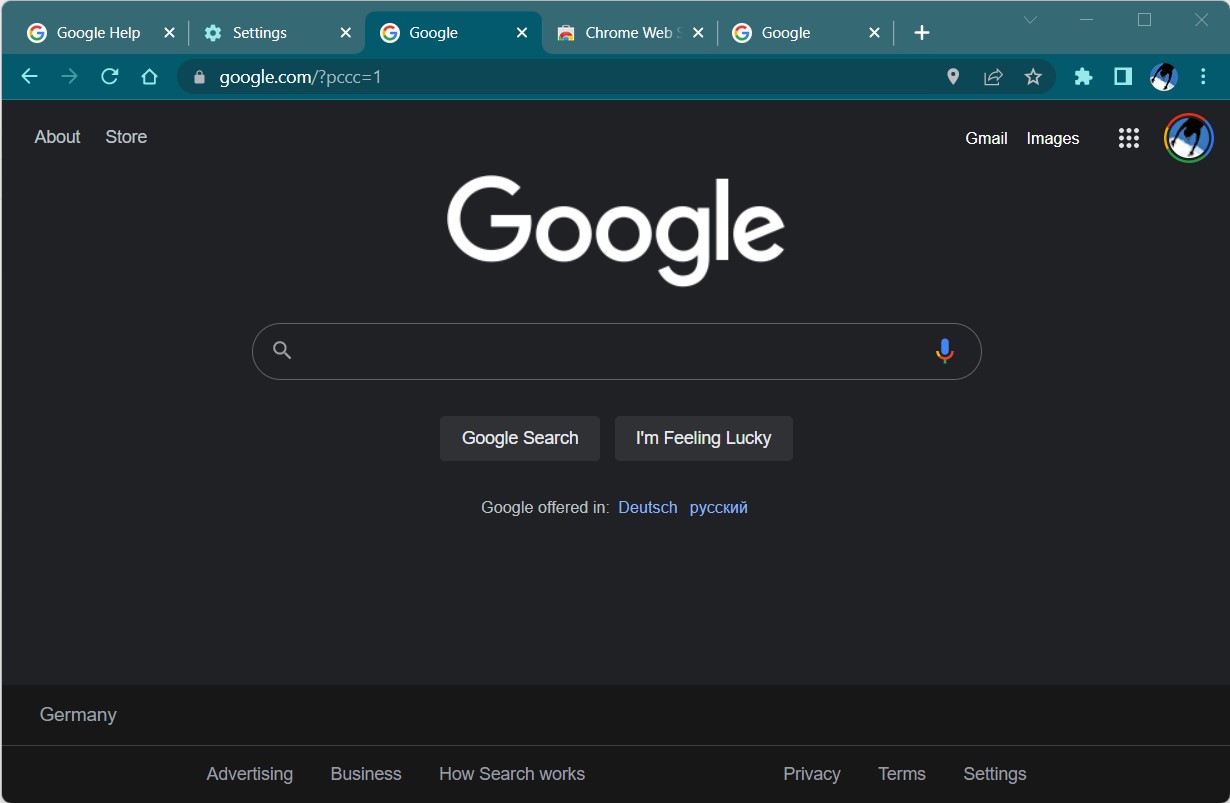 Google Help Settings Google Chrome Web Google
google.com/?pccc=1
About Store Gmail Images
Google
Google Search I'm Feeling Lucky
Google offered in: Deutsch русский
Germany
Advertising Business How Search works Privacy Terms Settings